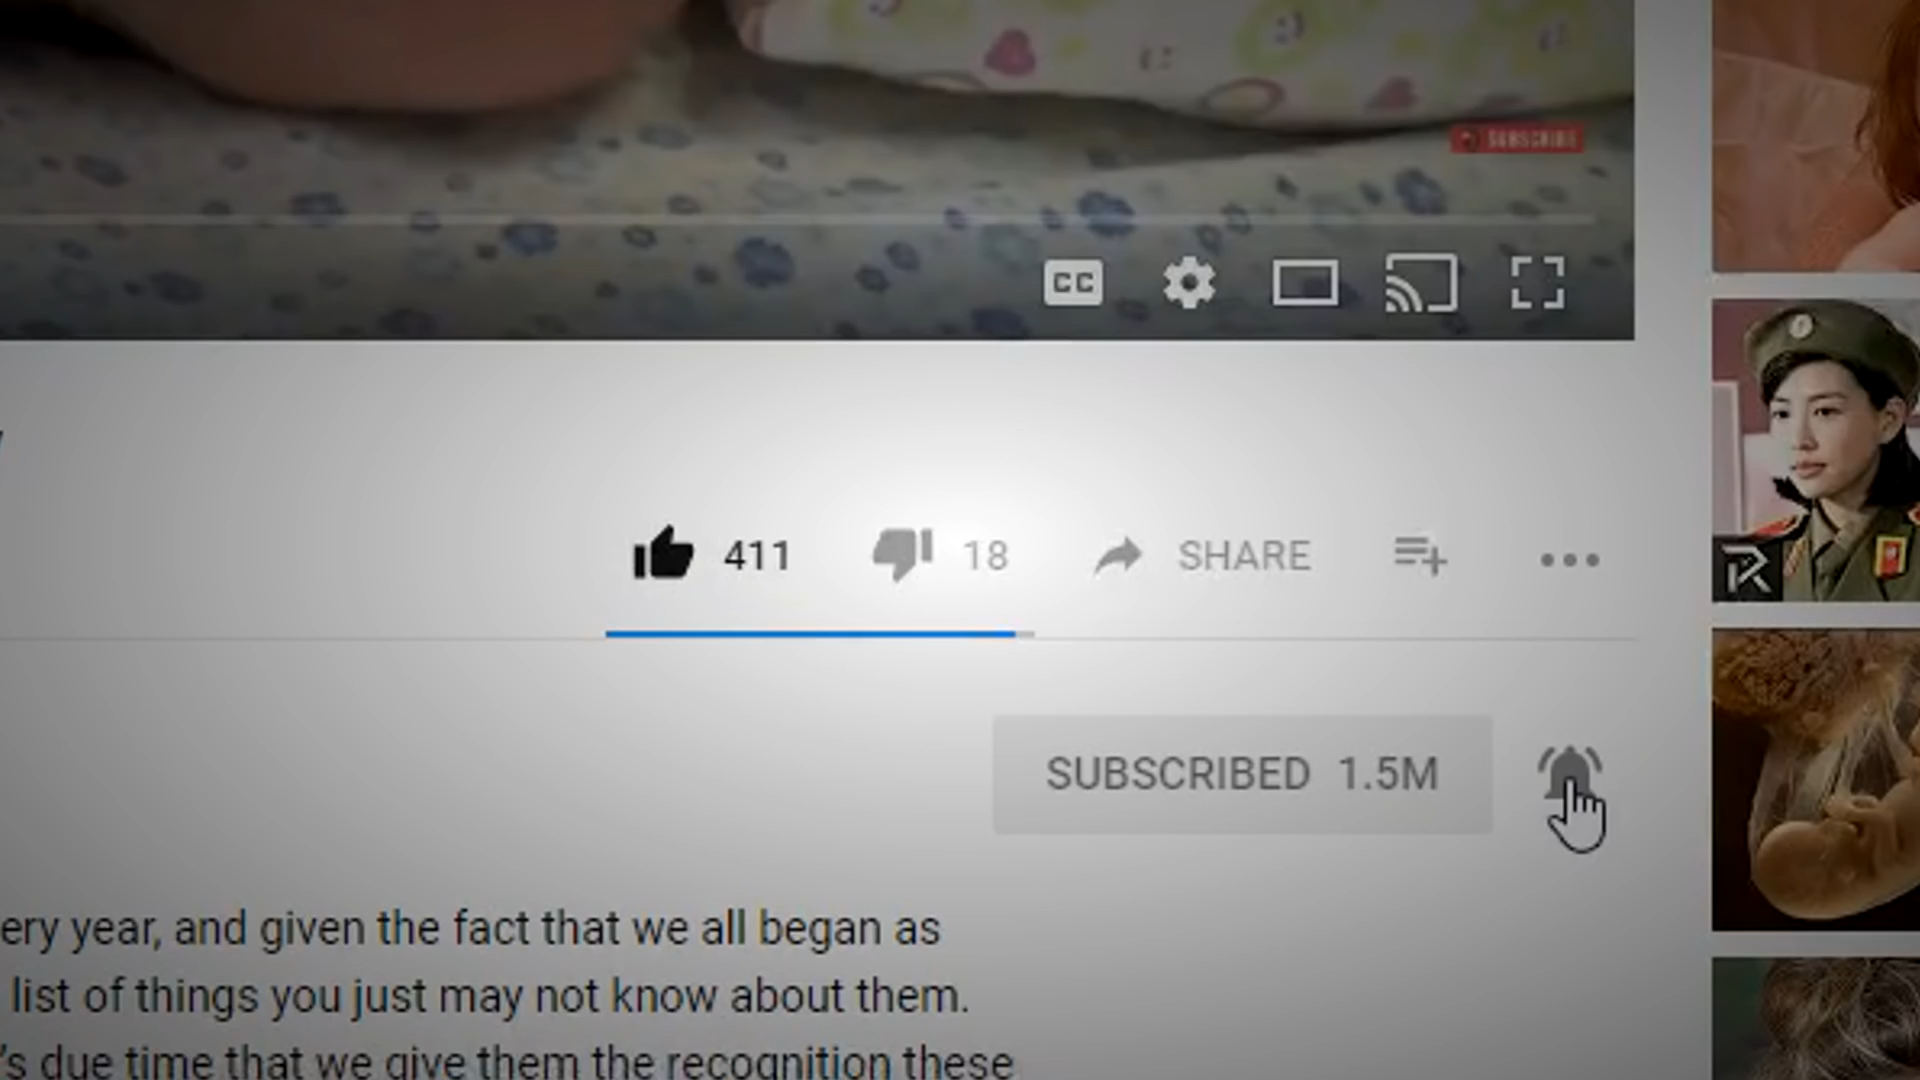 SUBSCRIBE
CC
411 18 SHARE
SUBSCRIBED 1.5M
ery year, and given the fact that we all began as
list of things you just may not know about them.
's due time that we give them the recognition these